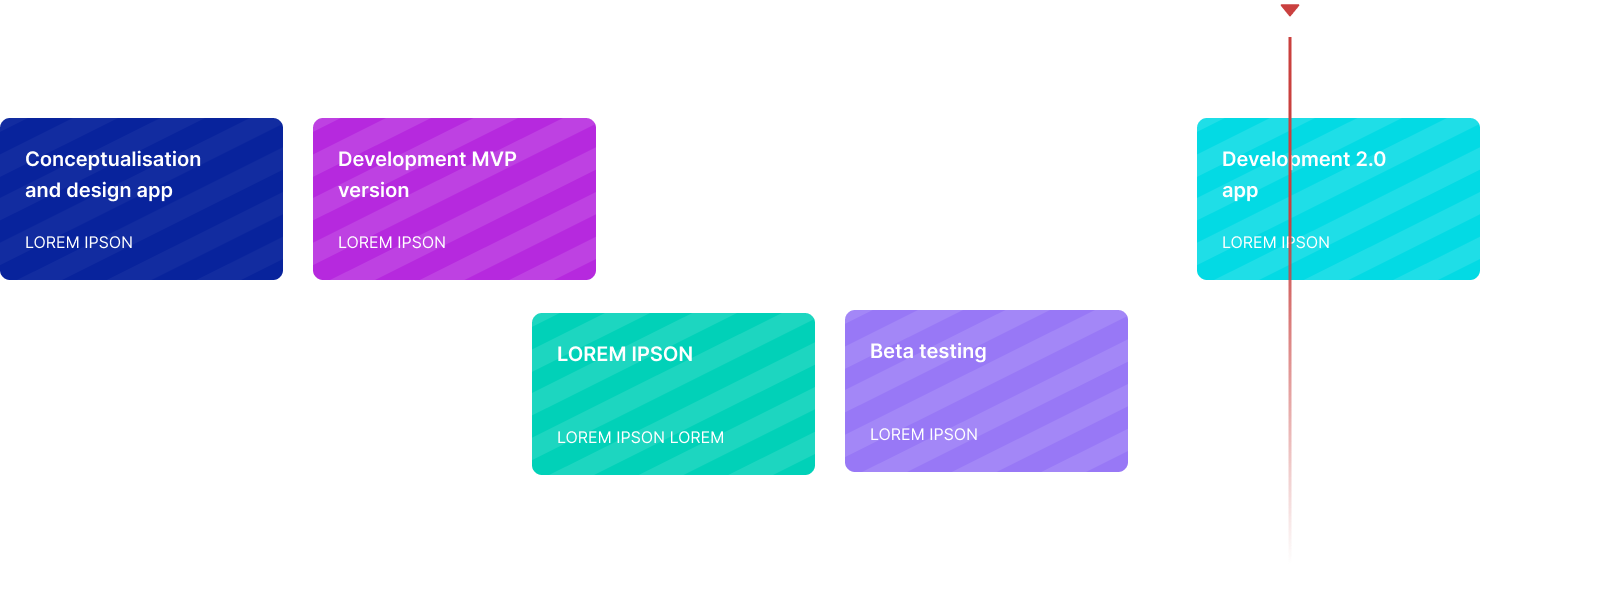 Conceptualisation
and design app
LOREM IPSON
Development MVP
version
LOREM IPSON
Development 2.0
app
LOREM IPSON
LOREM IPSON
LOREM IPSON LOREM
Beta testing
LOREM IPSON